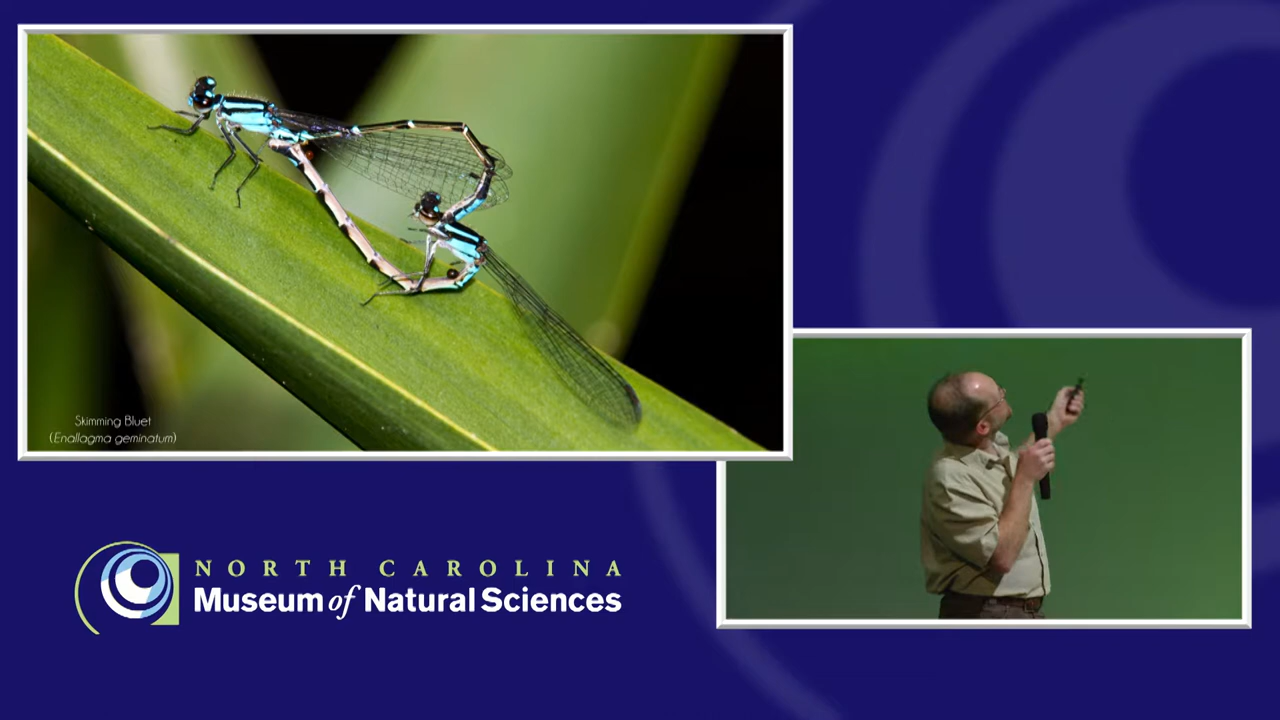 Skimming Bluet
(Enallagma geminatum)
NORTH CAROLINA
Museum of Natural Sciences